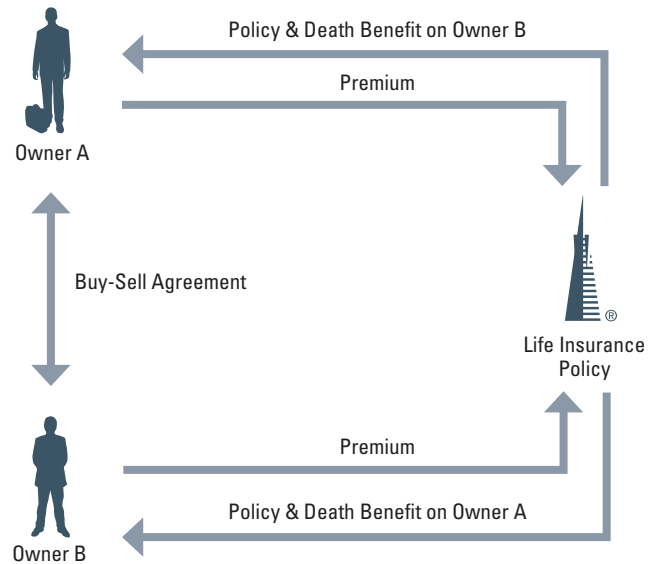 Policy & Death Benefit on Owner B
Premium
Owner A
Buy-Sell Agreement
®
Life Insurance
Policy
Premium
Policy & Death Benefit on Owner A
Owner B